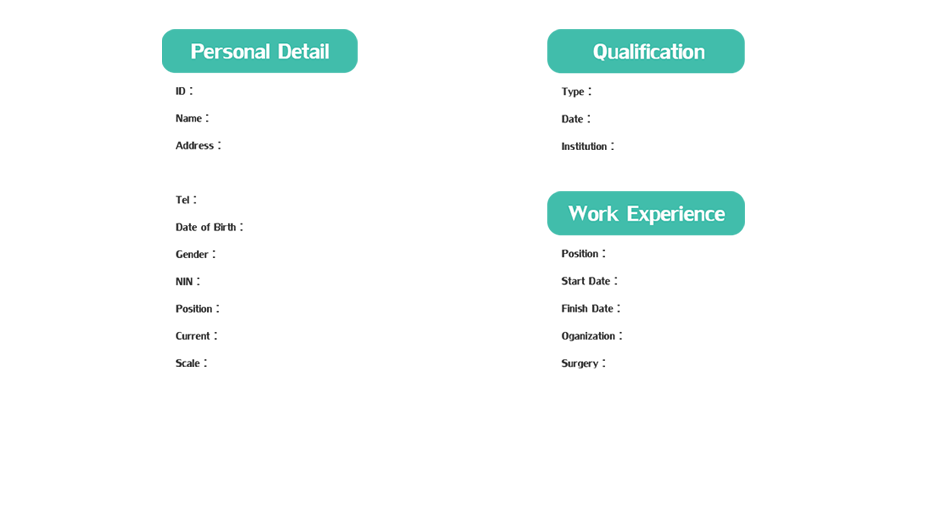 Personal Detail
ID :
Name :
Address :
Tel :
Date of Birth :
Gender :
NIN :
Position :
Current :
Scale :
Qualification
Type :
Date :
Institution :
Work Experience
Position :
Start Date :
Finish Date :
Oganization :
Surgery :